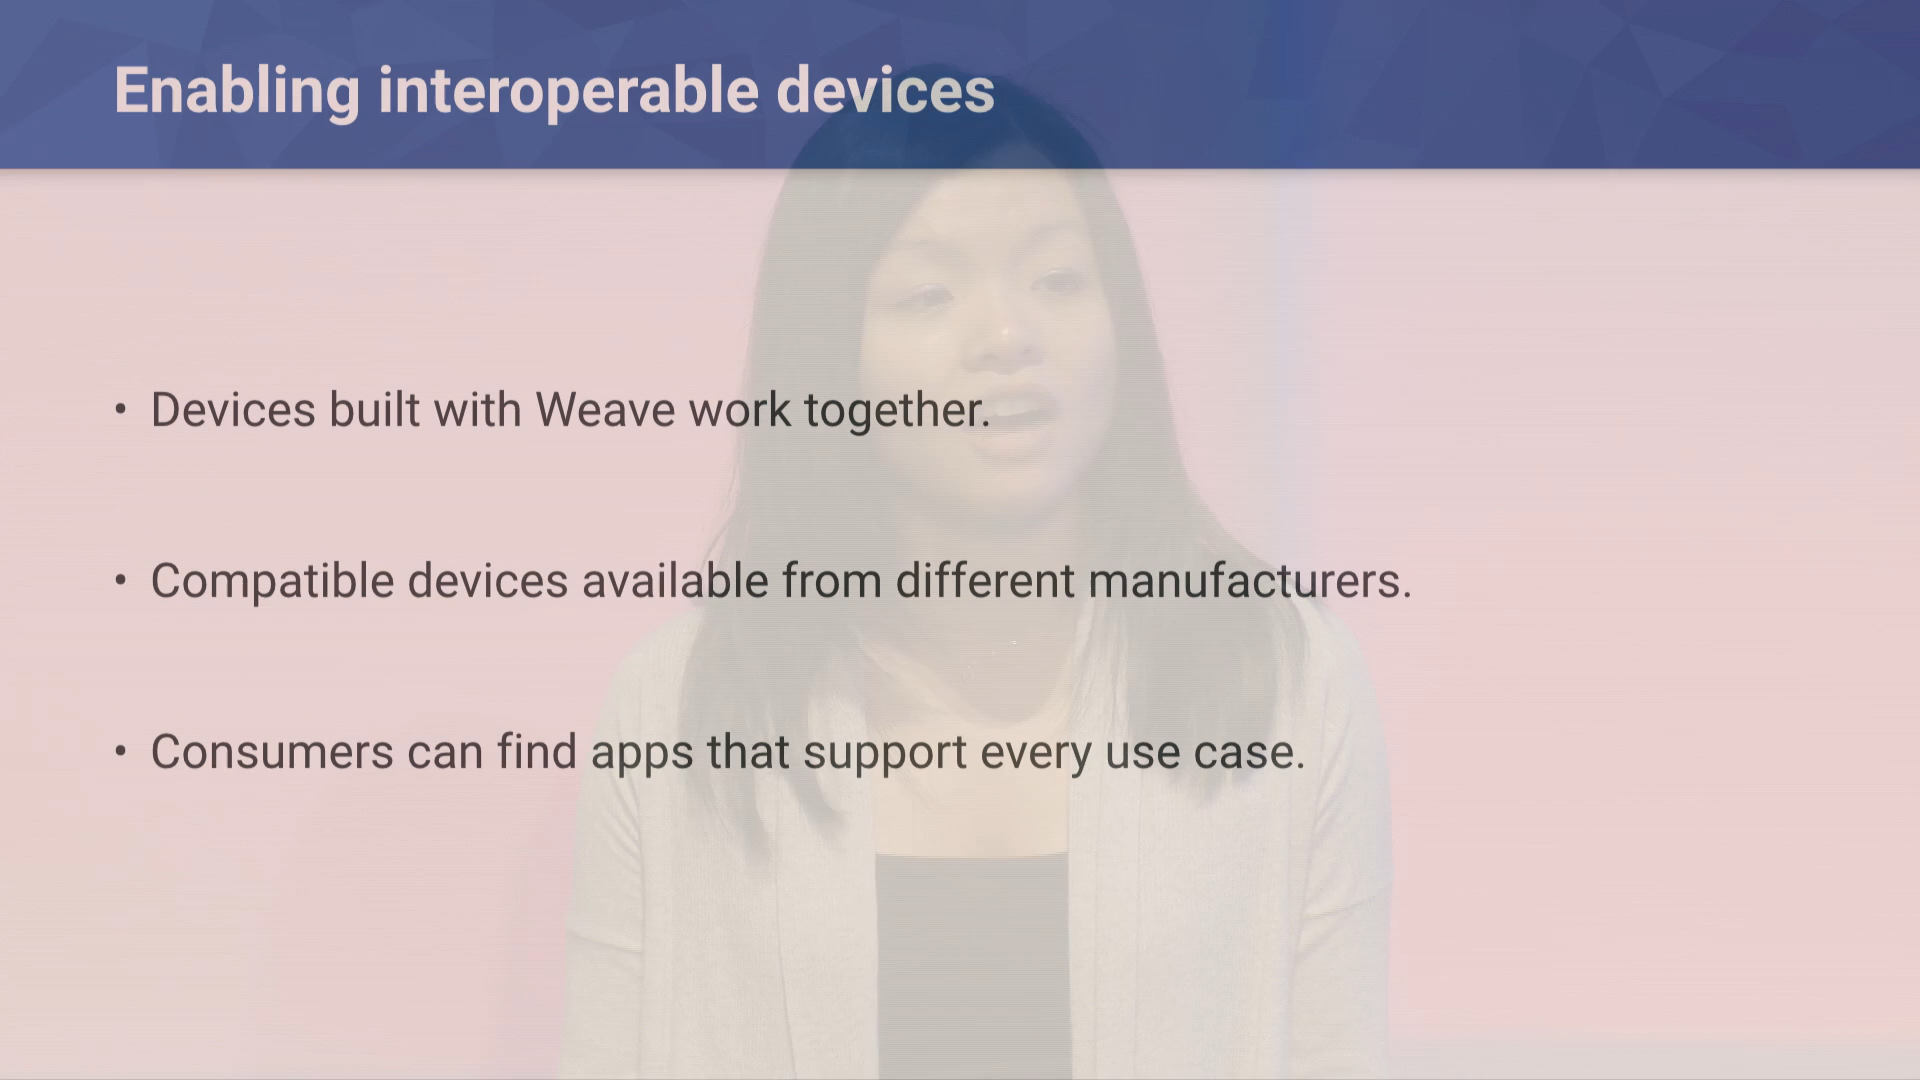 Enabling interoperable devices
• Devices built with Weave work together.
• Compatible devices available from different manufacturers.
• Consumers can find apps that support every use case.